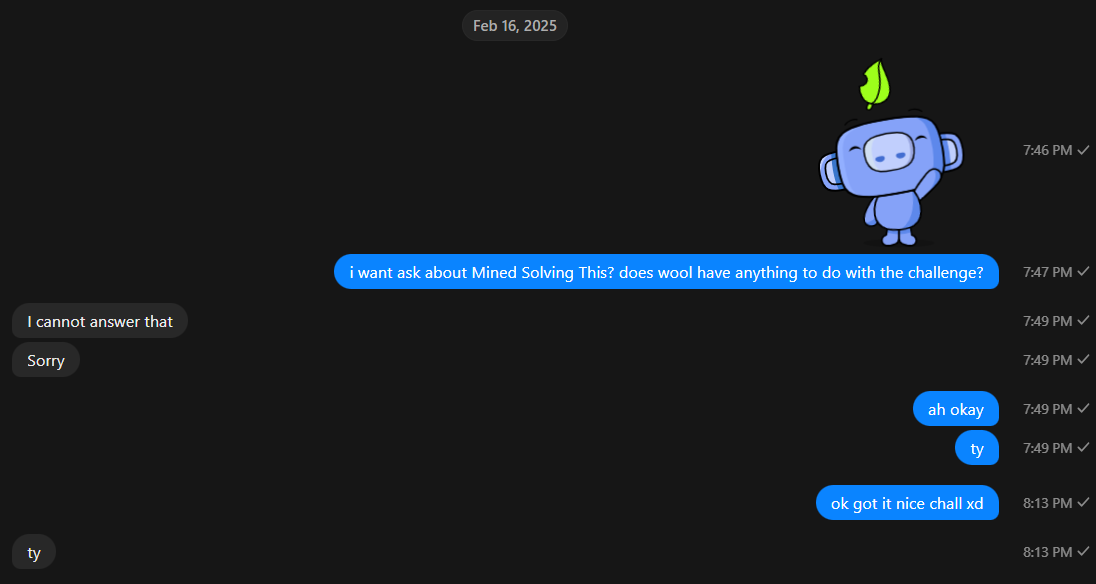 Feb 16, 2025
7:46 PM
i want ask about Mined Solving This? does wool have anything to do with the challenge?
7:47 PM
I cannot answer that
7:49 PM
Sorry
7:49 PM
ah okay
7:49 PM
ty
7:49 PM
ok got it nice chall xd
8:13 PM
ty
8:13 PM